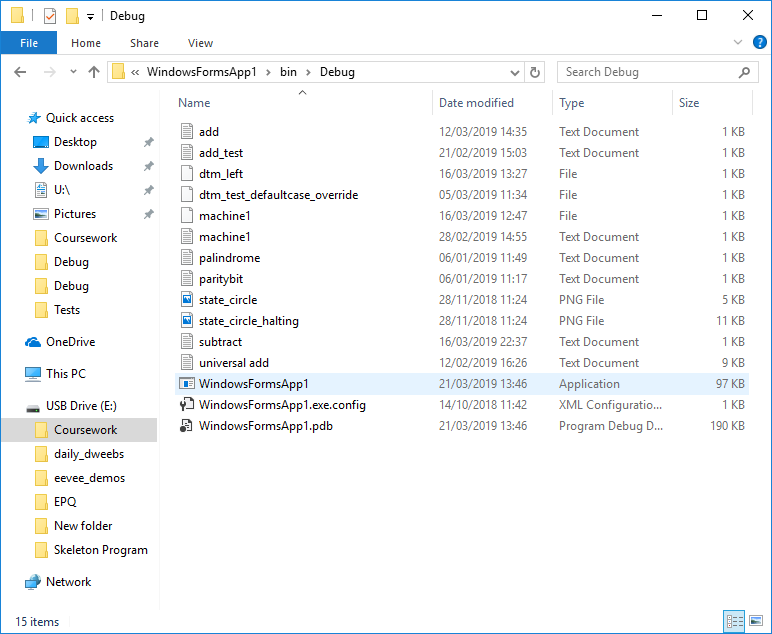 Debug
File Home Share View
« WindowsFormsApp1 > bin > Debug
Search Debug
Name Date modified Type Size
Quick access
Desktop
Downloads
U:\
Pictures
Coursework
Debug
Debug
Tests
OneDrive
This PC
USB Drive (E:)
Coursework
daily_dweebs
eevee_demos
EPQ
New folder
Skeleton Program
Network
add 12/03/2019 14:35 Text Document 1 KB
add_test 21/02/2019 15:03 Text Document 1 KB
dtm_left 16/03/2019 13:27 File 1 KB
dtm_test_defaultcase_override 05/03/2019 11:34 File 1 KB
machine1 16/03/2019 12:47 File 1 KB
machine1 28/02/2019 14:55 Text Document 1 KB
palindrome 06/01/2019 11:49 Text Document 1 KB
paritybit 06/01/2019 11:17 Text Document 1 KB
state_circle 28/11/2018 11:24 PNG File 5 KB
state_circle_halting 28/11/2018 11:24 PNG File 11 KB
subtract 16/03/2019 22:37 Text Document 1 KB
universal add 12/02/2019 16:26 Text Document 9 KB
WindowsFormsApp1 21/03/2019 13:46 Application 97 KB
WindowsFormsApp1.exe.config 14/10/2018 11:42 XML Configuratio... 1 KB
WindowsFormsApp1.pdb 21/03/2019 13:46 Program Debug D... 190 KB
15 items